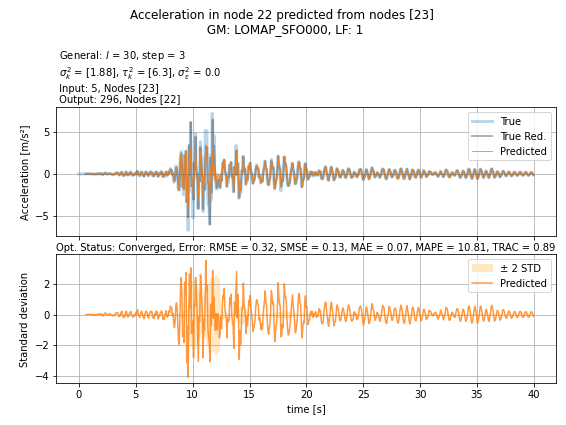 Acceleration in node 22 predicted from nodes [23]
GM: LOMAP_SFO000, LF: 1
General: l = 30, step = 3
σ²ₖ = [1.88], τ²ₖ = [6.3], σ²ε = 0.0
Input: 5, Nodes [23]
Output: 296, Nodes [22]
True
True Red.
Predicted
Acceleration [m/s²]
5
0
−5
Opt. Status: Converged, Error: RMSE = 0.32, SMSE = 0.13, MAE = 0.07, MAPE = 10.81, TRAC = 0.89
± 2 STD
Predicted
Standard deviation
2
0
−2
−4
0 5 10 15 20 25 30 35 40
time [s]